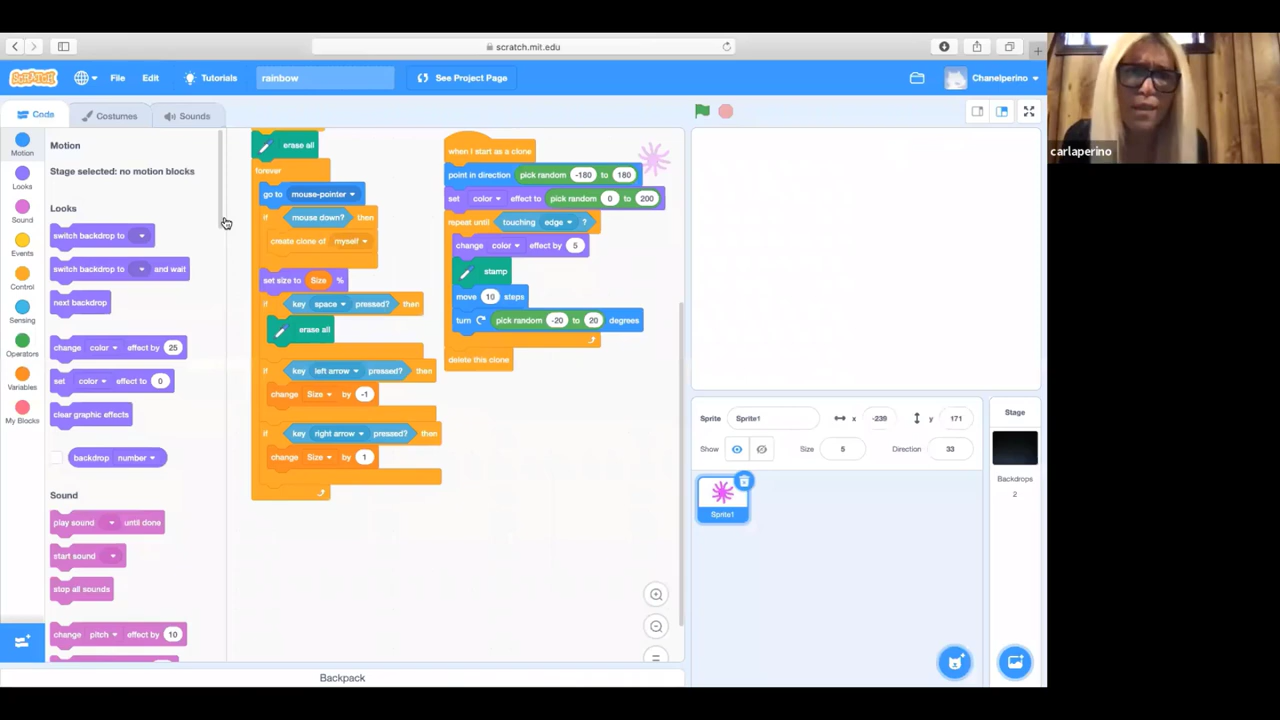 scratch.mit.edu
SCRATCH
File
Edit
Tutorials
rainbow
See Project Page
Chanelperino
carlaperino
Code
Costumes
Sounds
Motion
Looks
Sound
Events
Control
Sensing
Operators
Variables
My Blocks
Motion
Stage selected: no motion blocks
Looks
switch backdrop to
switch backdrop to and wait
next backdrop
change color effect by 25
set color effect to 0
clear graphic effects
backdrop number
Sound
play sound until done
start sound
stop all sounds
change pitch effect by 10
erase all
forever
go to mouse-pointer
if mouse down? then
create clone of myself
set size to Size %
if key space pressed? then
erase all
if key left arrow pressed? then
change Size by -1
if key right arrow pressed? then
change Size by 1
when I start as a clone
point in direction pick random -180 to 180
set color effect to pick random 0 to 200
repeat until touching edge ?
change color effect by 5
stamp
move 10 steps
turn pick random -20 to 20 degrees
delete this clone
Backpack
Sprite Sprite1 x -238 y 171
Show Size 5 Direction 33
Sprite1
Stage
Backdrops
2